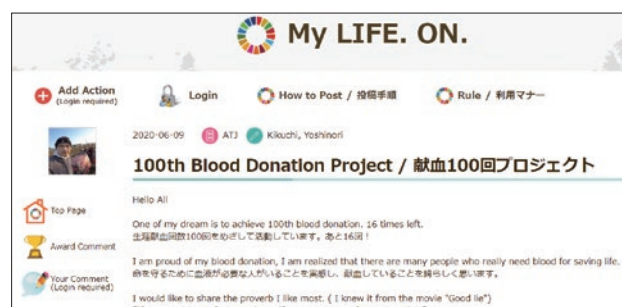 My LIFE. ON.
Add Action
(Login required)
Login
How to Post / 投稿手順
Rule / 利用マナー
2020-06-09 ATJ Kikuchi, Yoshinori
100th Blood Donation Project / 献血100回プロジェクト
Hello All
One of my dream is to achieve 100th blood donation. 16 times left.
生涯献血回数100回をめざして活動しています。あと16回！
I am proud of my blood donation, I am realized that there are many people who really need blood for saving life.
命を守るために血液が必要な人がいることを実感し、献血していることを誇らしく思います。
I would like to share the proverb I like most. ( I knew it from the movie "Good lie")
Top Page
Award Comment
Your Comment
(Login required)